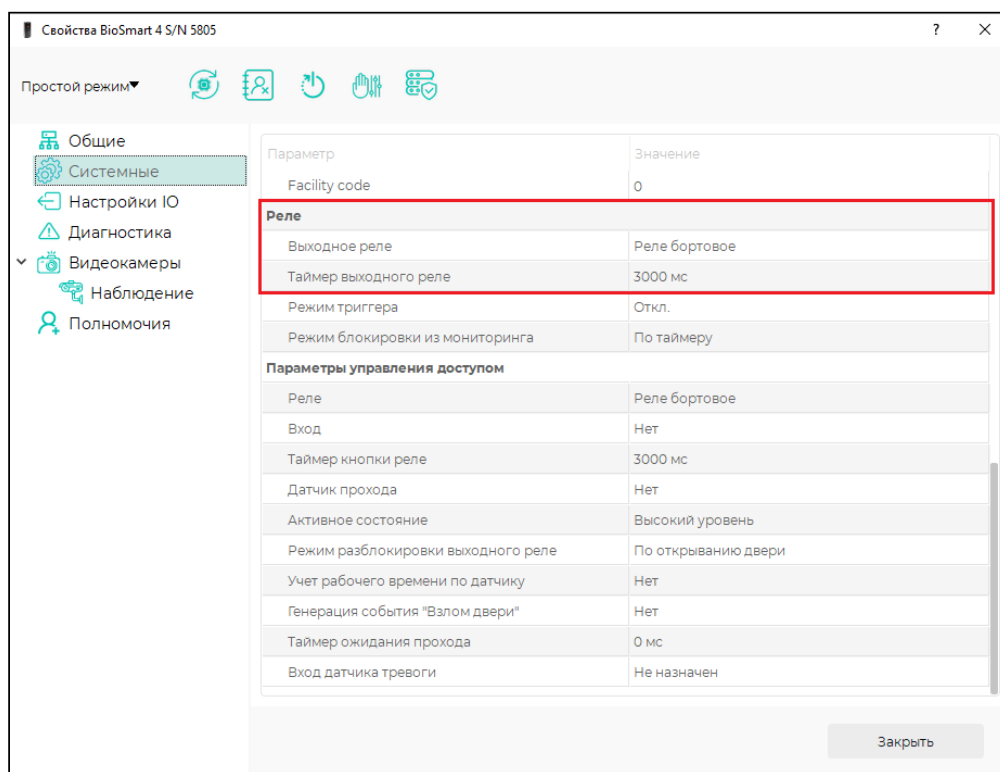 Свойства BioSmart 4 S/N 5805
?
Простой режим
Общие
Системные
Настройки IO
Диагностика
Видеокамеры
Наблюдение
Полномочия
Параметр Значение
Facility code 0
Реле
Выходное реле Реле бортовое
Таймер выходного реле 3000 мс
Режим триггера Откл.
Режим блокировки из мониторинга По таймеру
Параметры управления доступом
Реле Реле бортовое
Вход Нет
Таймер кнопки реле 3000 мс
Датчик прохода Нет
Активное состояние Высокий уровень
Режим разблокировки выходного реле По открыванию двери
Учет рабочего времени по датчику Нет
Генерация события "Взлом двери" Нет
Таймер ожидания прохода 0 мс
Вход датчика тревоги Не назначен
Закрыть